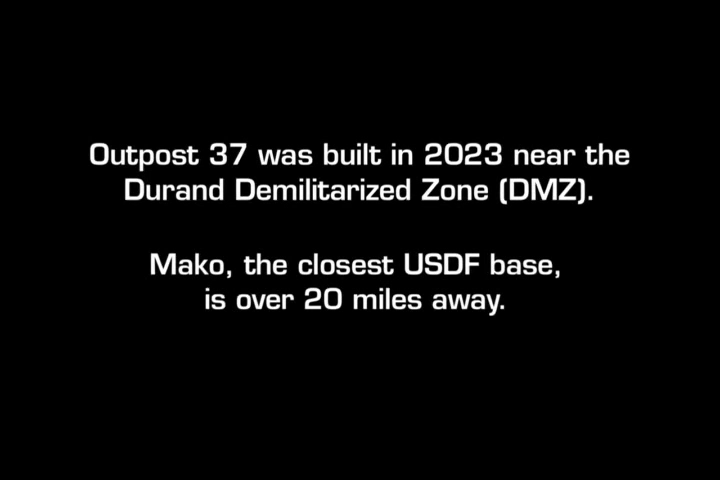 Outpost 37 was built in 2023 near the
Durand Demilitarized Zone (DMZ).
Mako, the closest USDF base,
is over 20 miles away.